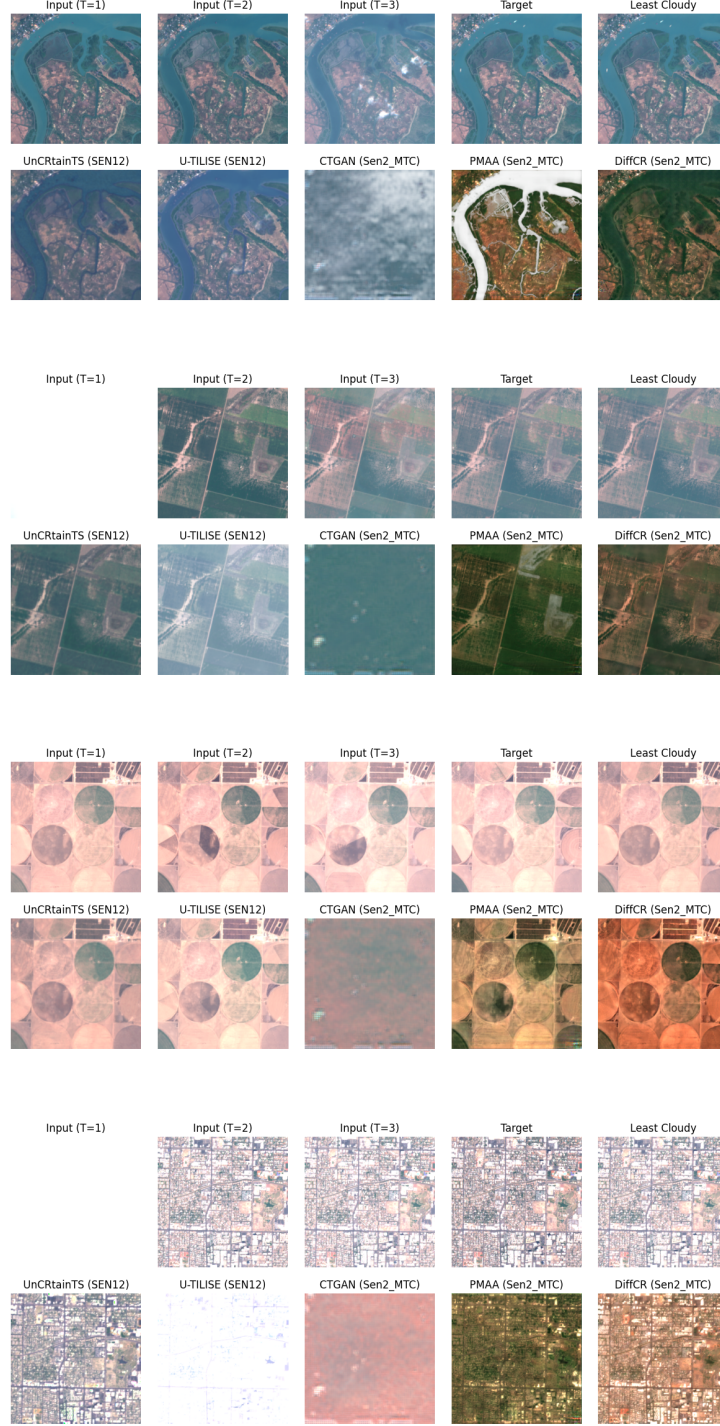 Input (T=1) Input (T=2) Input (T=3) Target Least Cloudy
UnCRtainTS (SEN12) U-TILISE (SEN12) CTGAN (Sen2_MTC) PMAA (Sen2_MTC) DiffCR (Sen2_MTC)
Input (T=1) Input (T=2) Input (T=3) Target Least Cloudy
UnCRtainTS (SEN12) U-TILISE (SEN12) CTGAN (Sen2_MTC) PMAA (Sen2_MTC) DiffCR (Sen2_MTC)
Input (T=1) Input (T=2) Input (T=3) Target Least Cloudy
UnCRtainTS (SEN12) U-TILISE (SEN12) CTGAN (Sen2_MTC) PMAA (Sen2_MTC) DiffCR (Sen2_MTC)
Input (T=1) Input (T=2) Input (T=3) Target Least Cloudy
UnCRtainTS (SEN12) U-TILISE (SEN12) CTGAN (Sen2_MTC) PMAA (Sen2_MTC) DiffCR (Sen2_MTC)